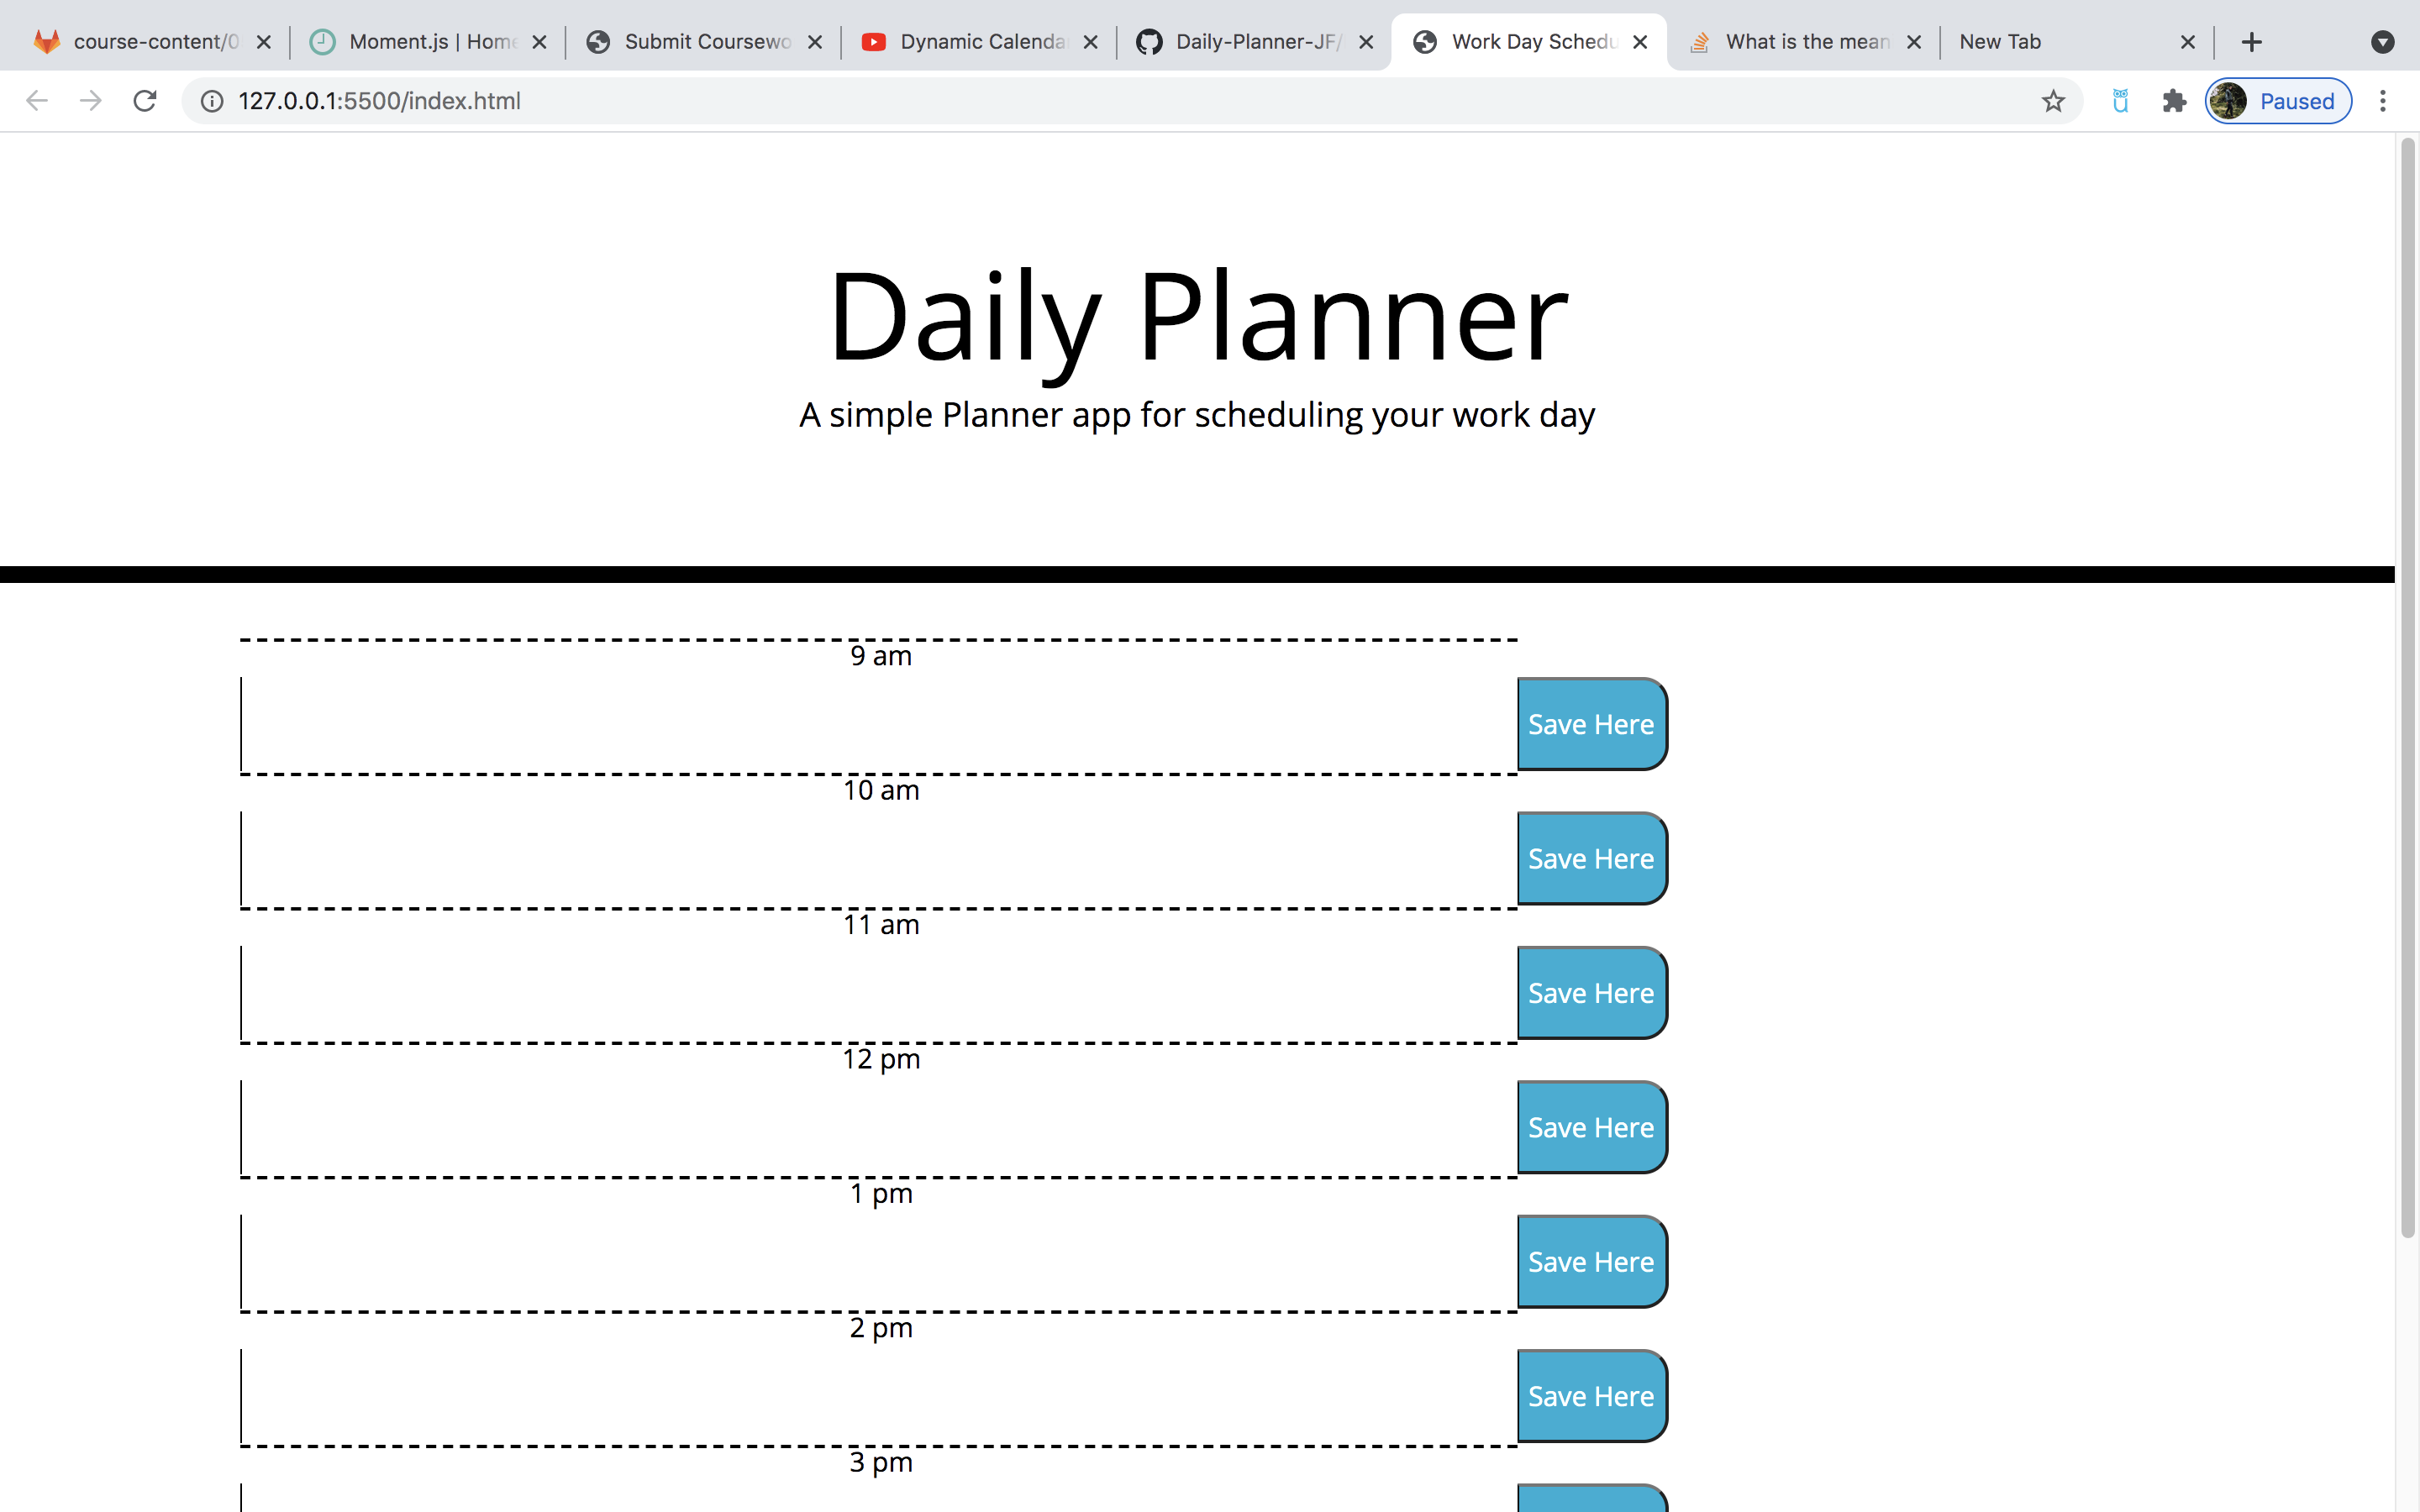 course-content/0
Moment.js | Home
Submit Coursewo
Dynamic Calenda
Daily-Planner-JF/
Work Day Schedu
What is the mean
New Tab
127.0.0.1:5500/index.html
Paused
Daily Planner
A simple Planner app for scheduling your work day
9 am
Save Here
10 am
Save Here
11 am
Save Here
12 pm
Save Here
1 pm
Save Here
2 pm
Save Here
3 pm